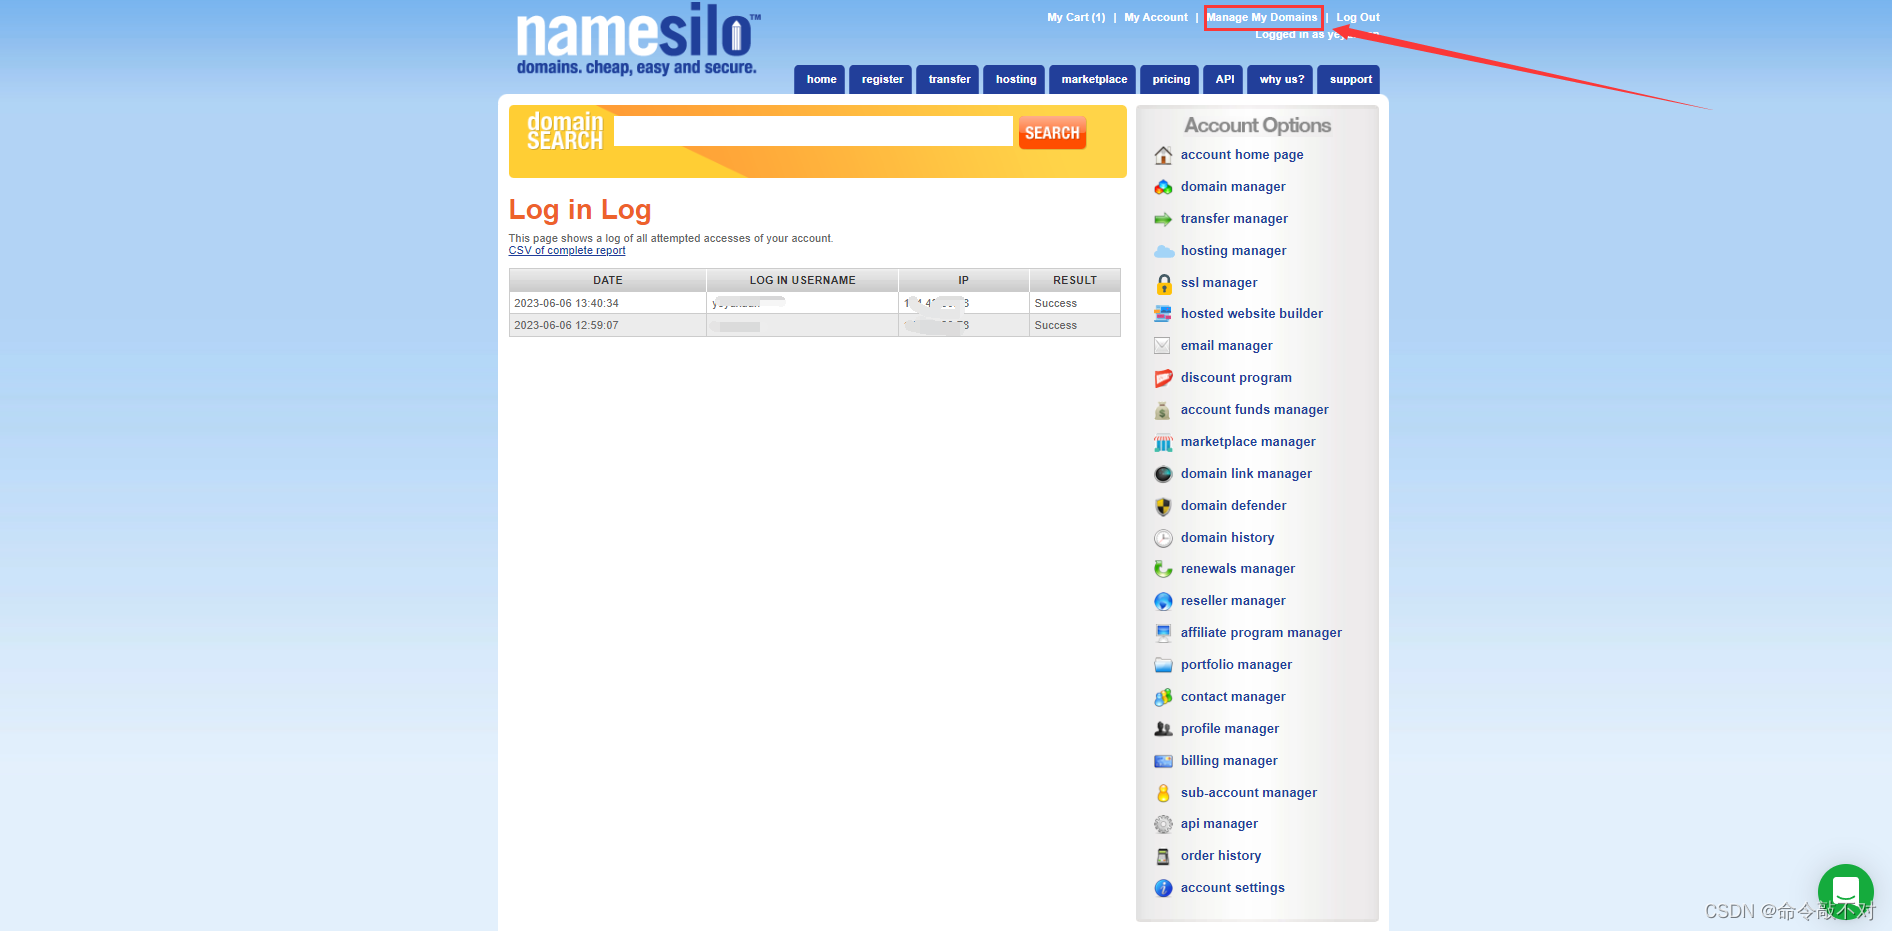 namesilo™
domains. cheap, easy and secure.
My Cart (1) | My Account | Manage My Domains | Log Out
Logged in as
home register transfer hosting marketplace pricing API why us? support
domain
SEARCH
SEARCH
Log in Log
This page shows a log of all attempted accesses of your account.
CSV of complete report
DATE LOG IN USERNAME IP RESULT
2023-06-06 13:40:34 Success
2023-06-06 12:59:07 Success
Account Options
account home page
domain manager
transfer manager
hosting manager
ssl manager
hosted website builder
email manager
discount program
account funds manager
marketplace manager
domain link manager
domain defender
domain history
renewals manager
reseller manager
affiliate program manager
portfolio manager
contact manager
profile manager
billing manager
sub-account manager
api manager
order history
account settings
CSDN @命令敲不对